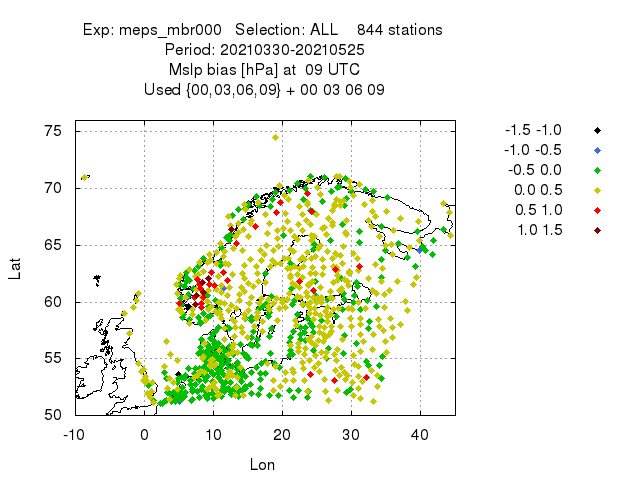 Exp: meps_mbr000 Selection: ALL 844 stations
Period: 20210330-20210525
Mslp bias [hPa] at 09 UTC
Used {00,03,06,09} + 00 03 06 09
75
70
65
60
55
50
Lat
-10 0 10 20 30 40
Lon
-1.5 -1.0
-1.0 -0.5
-0.5 0.0
0.0 0.5
0.5 1.0
1.0 1.5